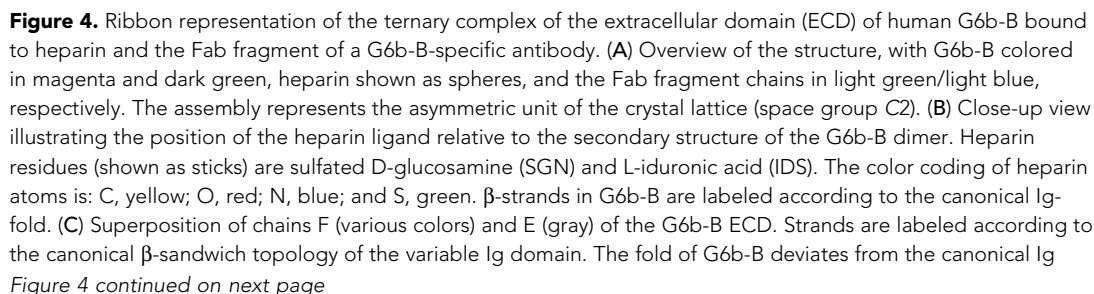 Figure 4. Ribbon representation of the ternary complex of the extracellular domain (ECD) of human G6b-B bound
to heparin and the Fab fragment of a G6b-B-specific antibody. (A) Overview of the structure, with G6b-B colored
in magenta and dark green, heparin shown as spheres, and the Fab fragment chains in light green/light blue,
respectively. The assembly represents the asymmetric unit of the crystal lattice (space group C2). (B) Close-up view
illustrating the position of the heparin ligand relative to the secondary structure of the G6b-B dimer. Heparin
residues (shown as sticks) are sulfated D-glucosamine (SGN) and L-iduronic acid (IDS). The color coding of heparin
atoms is: C, yellow; O, red; N, blue; and S, green. β-strands in G6b-B are labeled according to the canonical Ig-
fold. (C) Superposition of chains F (various colors) and E (gray) of the G6b-B ECD. Strands are labeled according to
the canonical β-sandwich topology of the variable Ig domain. The fold of G6b-B deviates from the canonical Ig
Figure 4 continued on next page